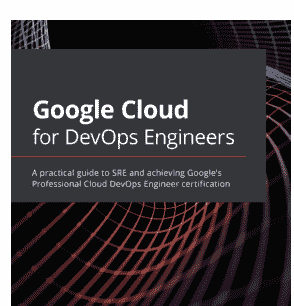 Google Cloud
for DevOps Engineers
A practical guide to SRE and achieving Google's
Professional Cloud DevOps Engineer certification